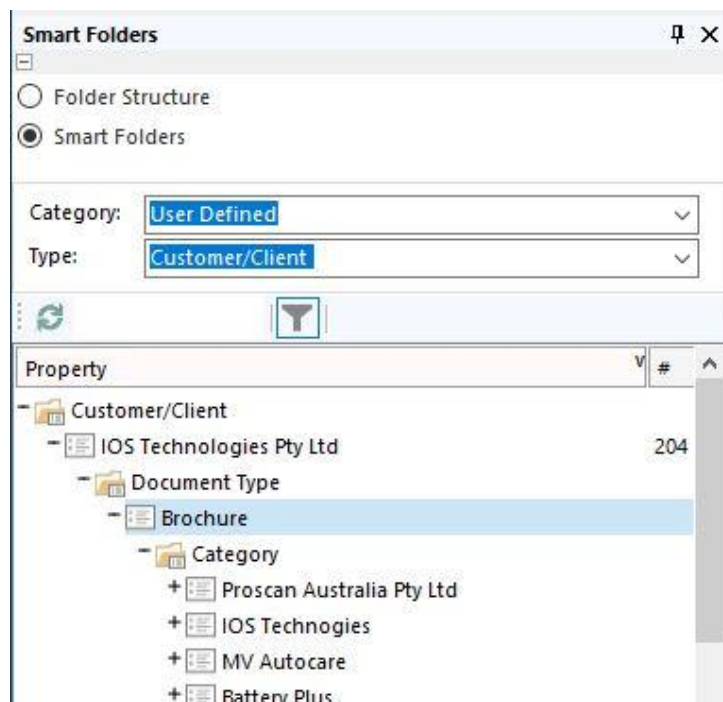 Smart Folders
Folder Structure
Smart Folders
Category: User Defined
Type: Customer/Client
Property #
Customer/Client
IOS Technologies Pty Ltd 204
Document Type
Brochure
Category
Proscan Australia Pty Ltd
IOS Technogies
MV Autocare
Battery Plus